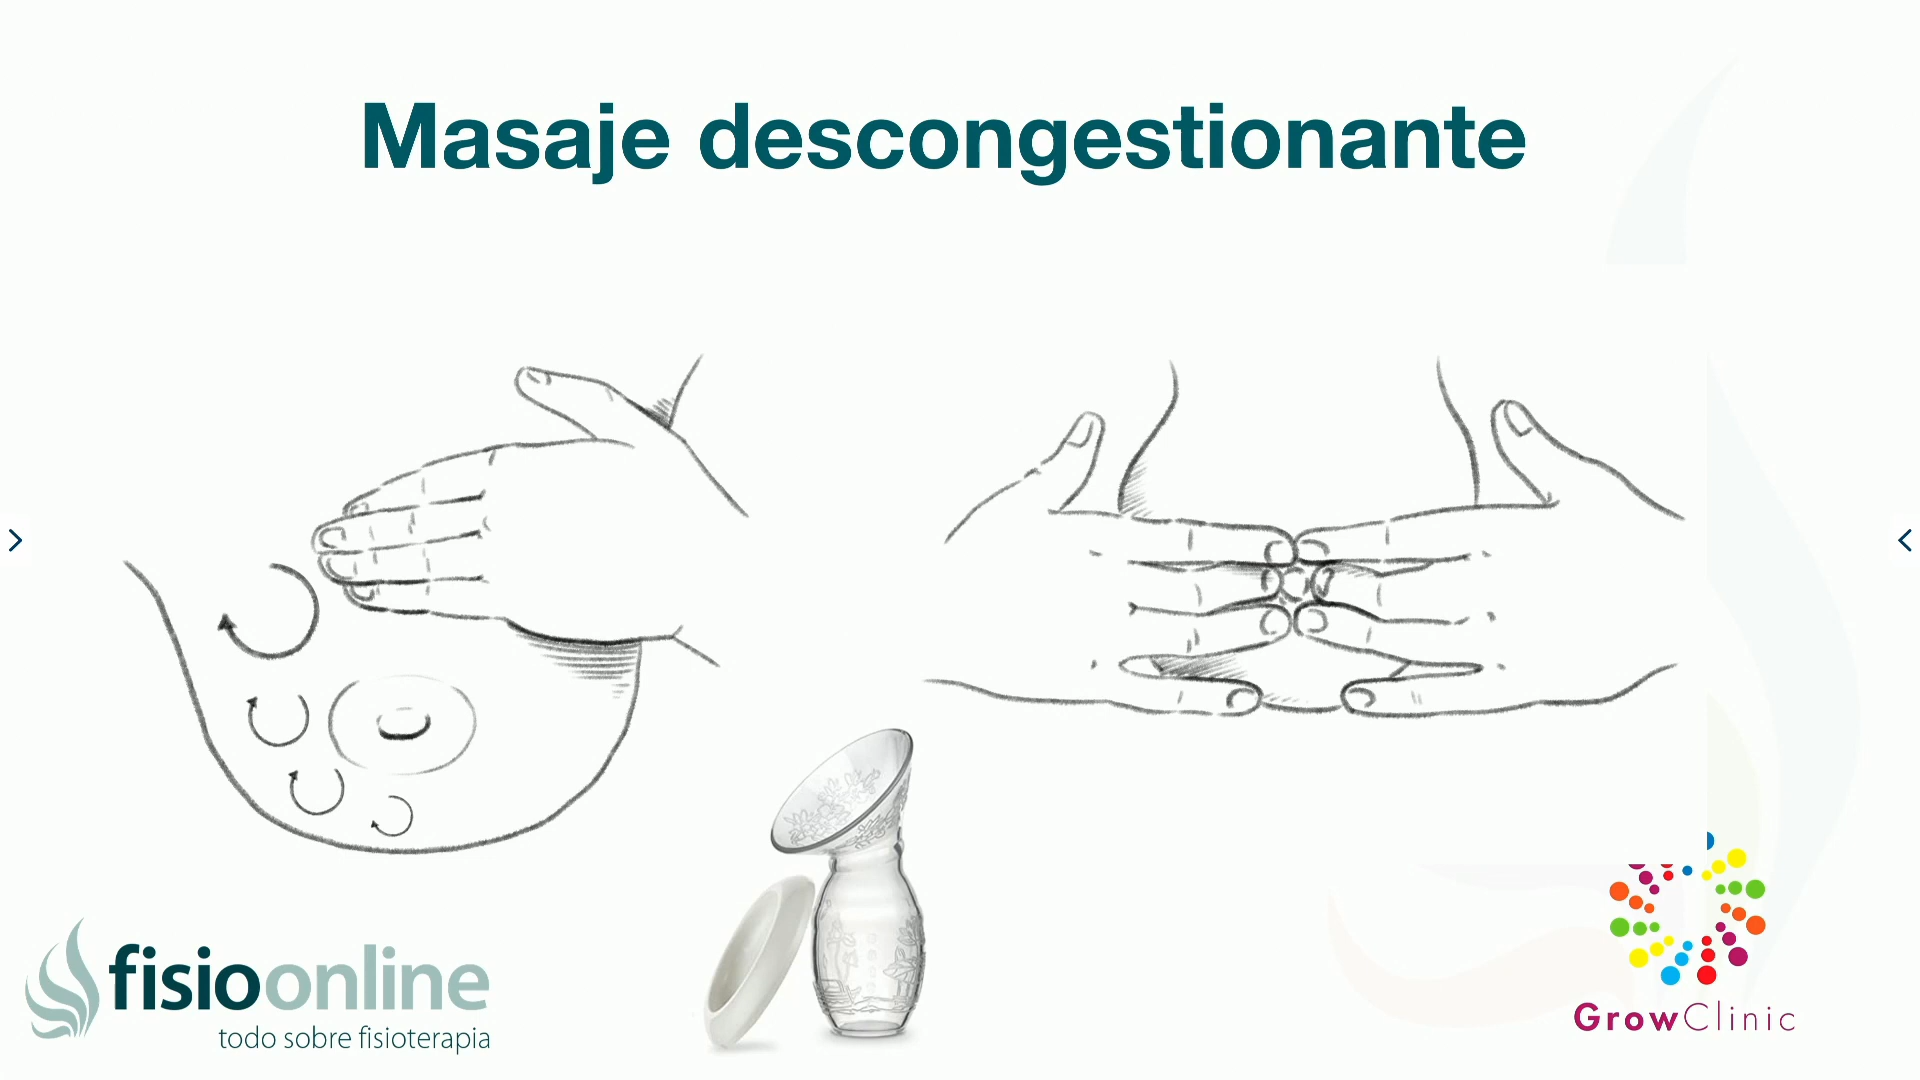 Masaje descongestionante
fisioonline
todo sobre fisioterapia
GrowClinic